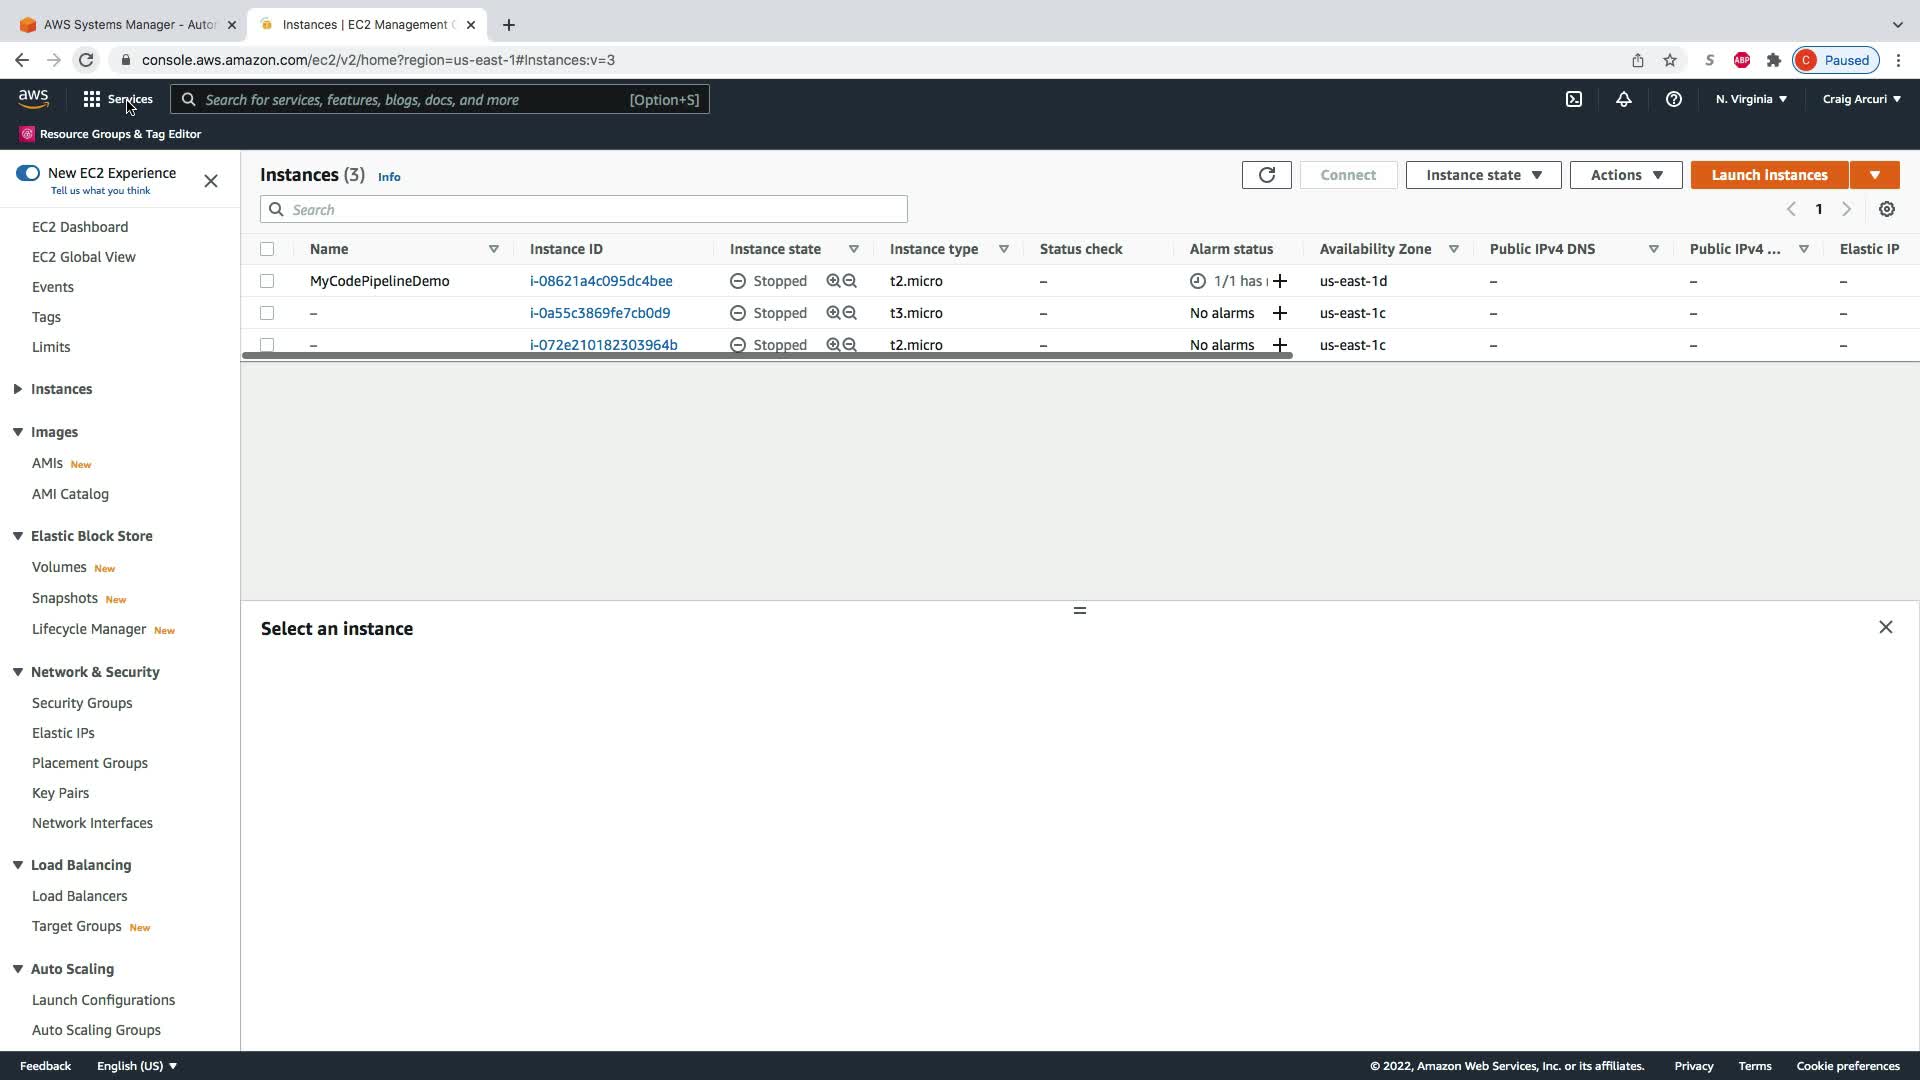 AWS Systems Manager - Auto
Instances | EC2 Management
console.aws.amazon.com/ec2/v2/home?region=us-east-1#Instances:v=3
S
ABP
C
Paused
aws
Services
Search for services, features, blogs, docs, and more
[Option+S]
N. Virginia
Craig Arcuri
Resource Groups & Tag Editor
New EC2 Experience
Tell us what you think
EC2 Dashboard
EC2 Global View
Events
Tags
Limits
Instances
Images
AMIs New
AMI Catalog
Elastic Block Store
Volumes New
Snapshots New
Lifecycle Manager New
Network & Security
Security Groups
Elastic IPs
Placement Groups
Key Pairs
Network Interfaces
Load Balancing
Load Balancers
Target Groups New
Auto Scaling
Launch Configurations
Auto Scaling Groups
Instances (3) Info
Connect
Instance state
Actions
Launch Instances
Search
1
Name Instance ID Instance state Instance type Status check Alarm status Availability Zone Public IPv4 DNS Public IPv4 ... Elastic IP
MyCodePipelineDemo i-08621a4c095dc4bee Stopped t2.micro – 1/1 has + us-east-1d – – –
– i-0a55c3869fe7cb0d9 Stopped t3.micro – No alarms + us-east-1c – – –
– i-072e210182303964b Stopped t2.micro – No alarms + us-east-1c – – –
Select an instance
Feedback
English (US)
© 2022, Amazon Web Services, Inc. or its affiliates.
Privacy
Terms
Cookie preferences